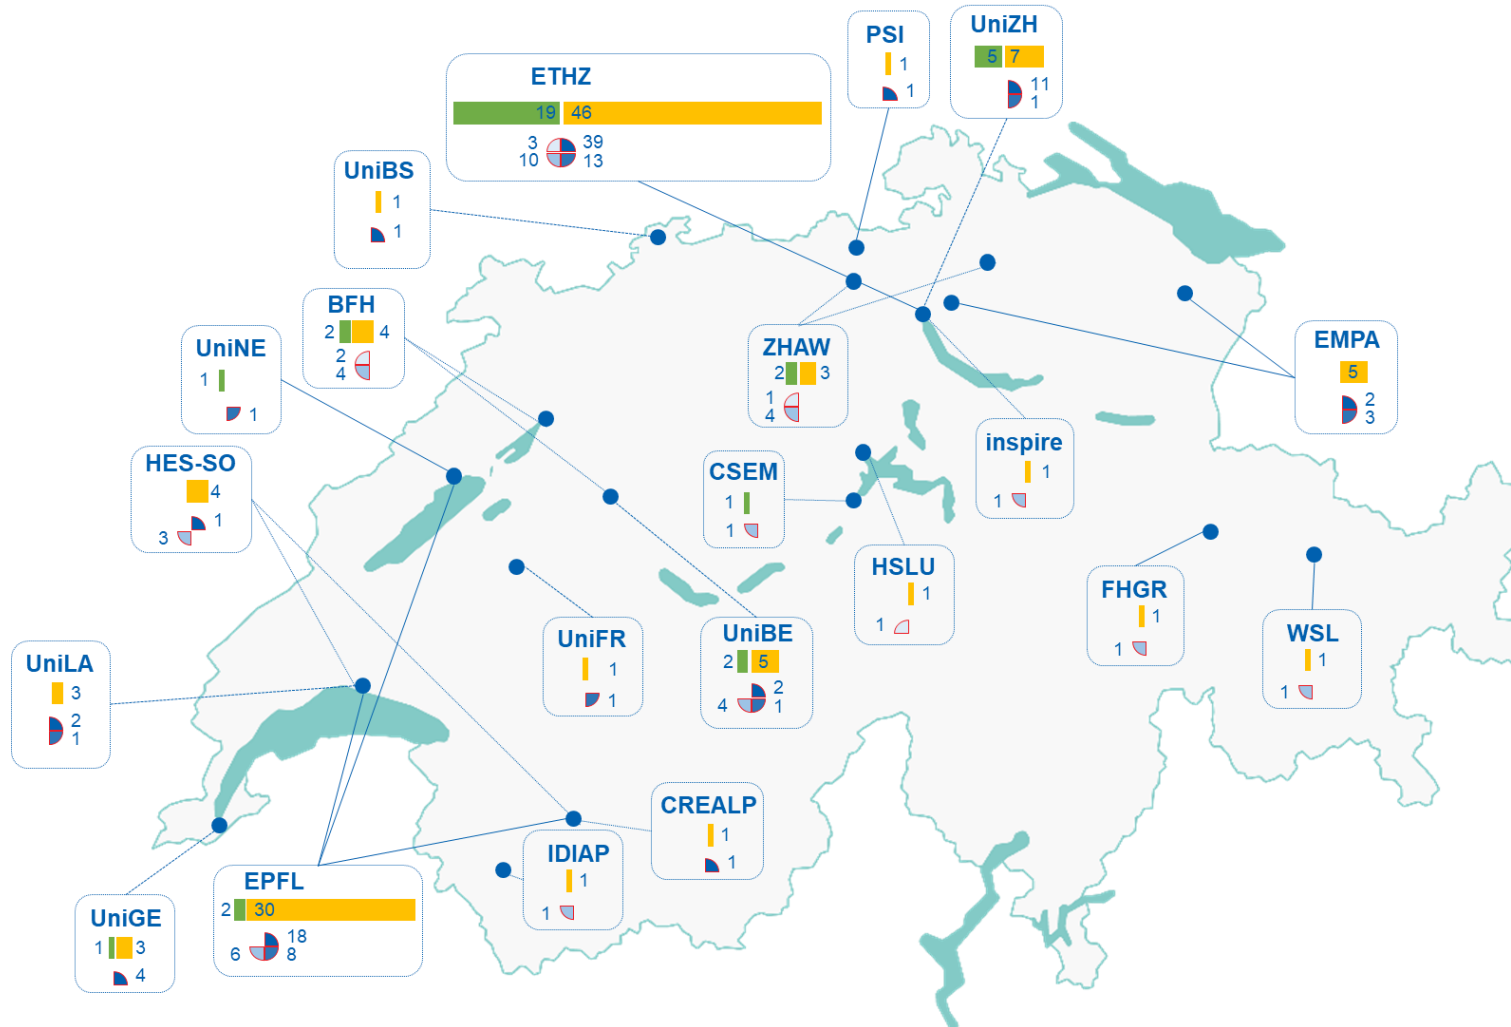 PSI
1
1
UniZH
5 7
11
1
ETHZ
19 46
3 39
10 13
UniBS
1
1
BFH
2 4
2
4
UniNE
1
1
ZHAW
2 3
1
4
EMPA
5
2
3
HES-SO
4
1
3
CSEM
1
1
inspire
1
1
HSLU
1
1
FHGR
1
1
WSL
1
1
UniLA
3
2
1
UniFR
1
1
UniBE
2 5
2
4 1
CREALP
1
1
IDIAP
1
1
EPFL
2 30
18
6 8
UniGE
1 3
4